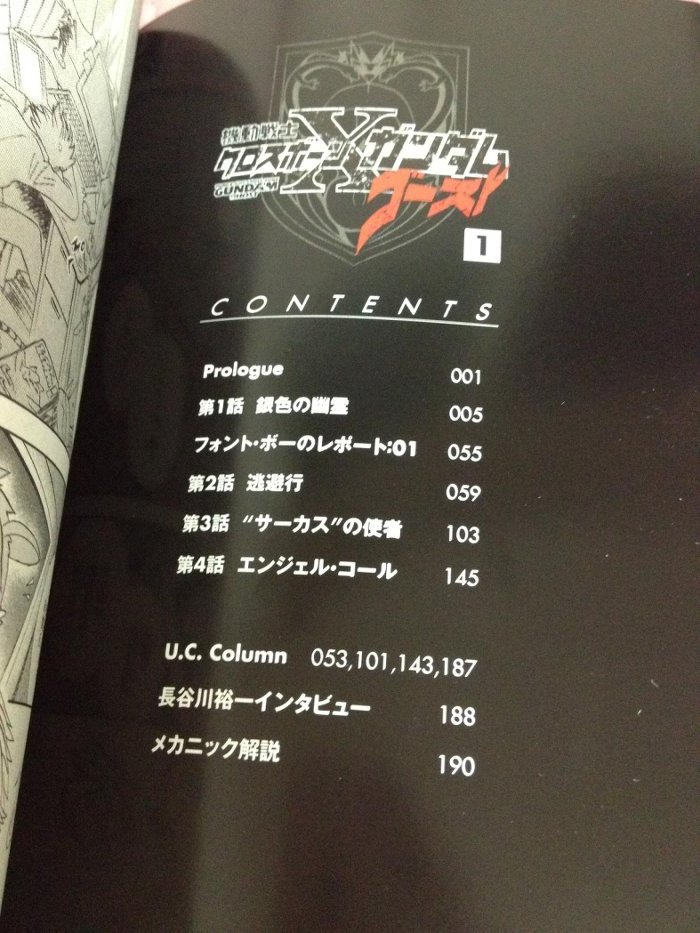 機動戦士
クロスボーンXガンダム
GUNDAM
ゴースト
1
CONTENTS
Prologue 001
第1話 銀色の幽霊 005
フォント・ボーのレポート:01 055
第2話 逃避行 059
第3話 “サーカス”の使者 103
第4話 エンジェル・コール 145
U.C. Column 053,101,143,187
長谷川裕一インタビュー 188
メカニック解説 190